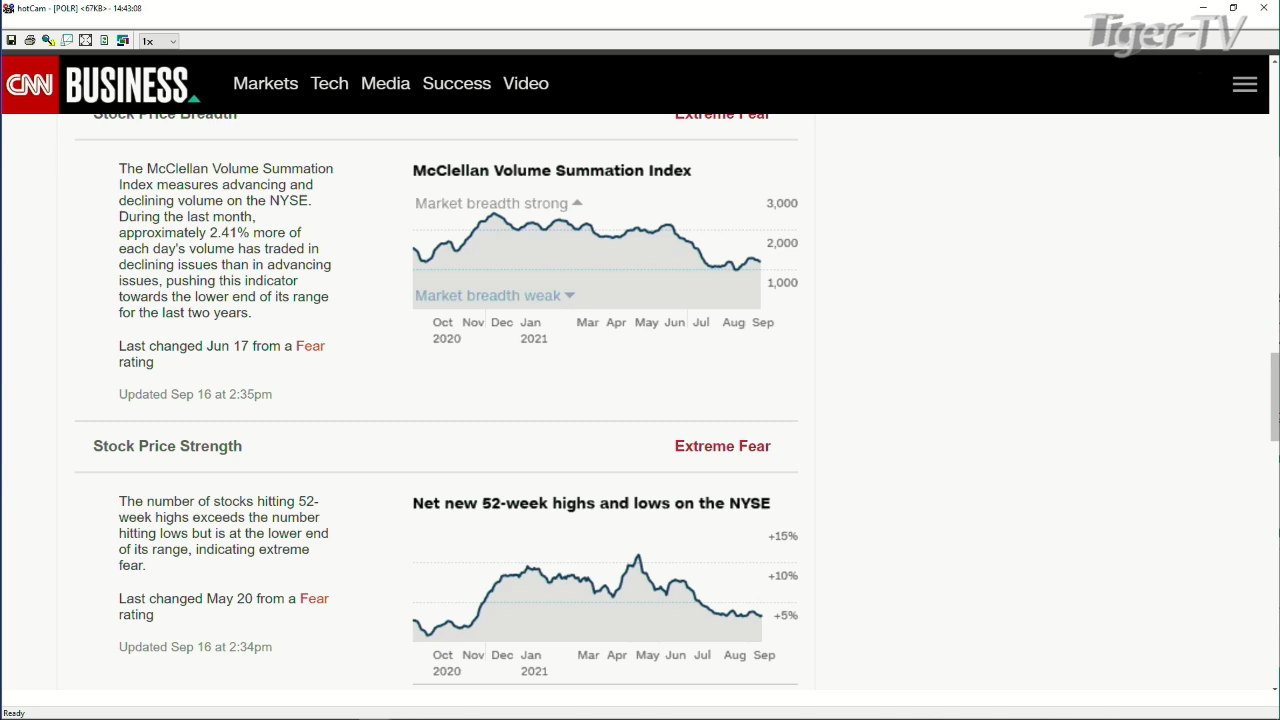 hotCam - [POLR] <67KB> - 14:43:08
Tiger-TV
1x
CNN BUSINESS Markets Tech Media Success Video
Stock Price Breadth Extreme Fear
The McClellan Volume Summation
Index measures advancing and
declining volume on the NYSE.
During the last month,
approximately 2.41% more of
each day's volume has traded in
declining issues than in advancing
issues, pushing this indicator
towards the lower end of its range
for the last two years.
Last changed Jun 17 from a Fear
rating
Updated Sep 16 at 2:35pm
McClellan Volume Summation Index
Market breadth strong
3,000
2,000
1,000
Market breadth weak
Oct Nov Dec Jan Mar Apr May Jun Jul Aug Sep
2020 2021
Stock Price Strength Extreme Fear
The number of stocks hitting 52-
week highs exceeds the number
hitting lows but is at the lower end
of its range, indicating extreme
fear.
Last changed May 20 from a Fear
rating
Updated Sep 16 at 2:34pm
Net new 52-week highs and lows on the NYSE
+15%
+10%
+5%
Oct Nov Dec Jan Mar Apr May Jun Jul Aug Sep
2020 2021
Ready